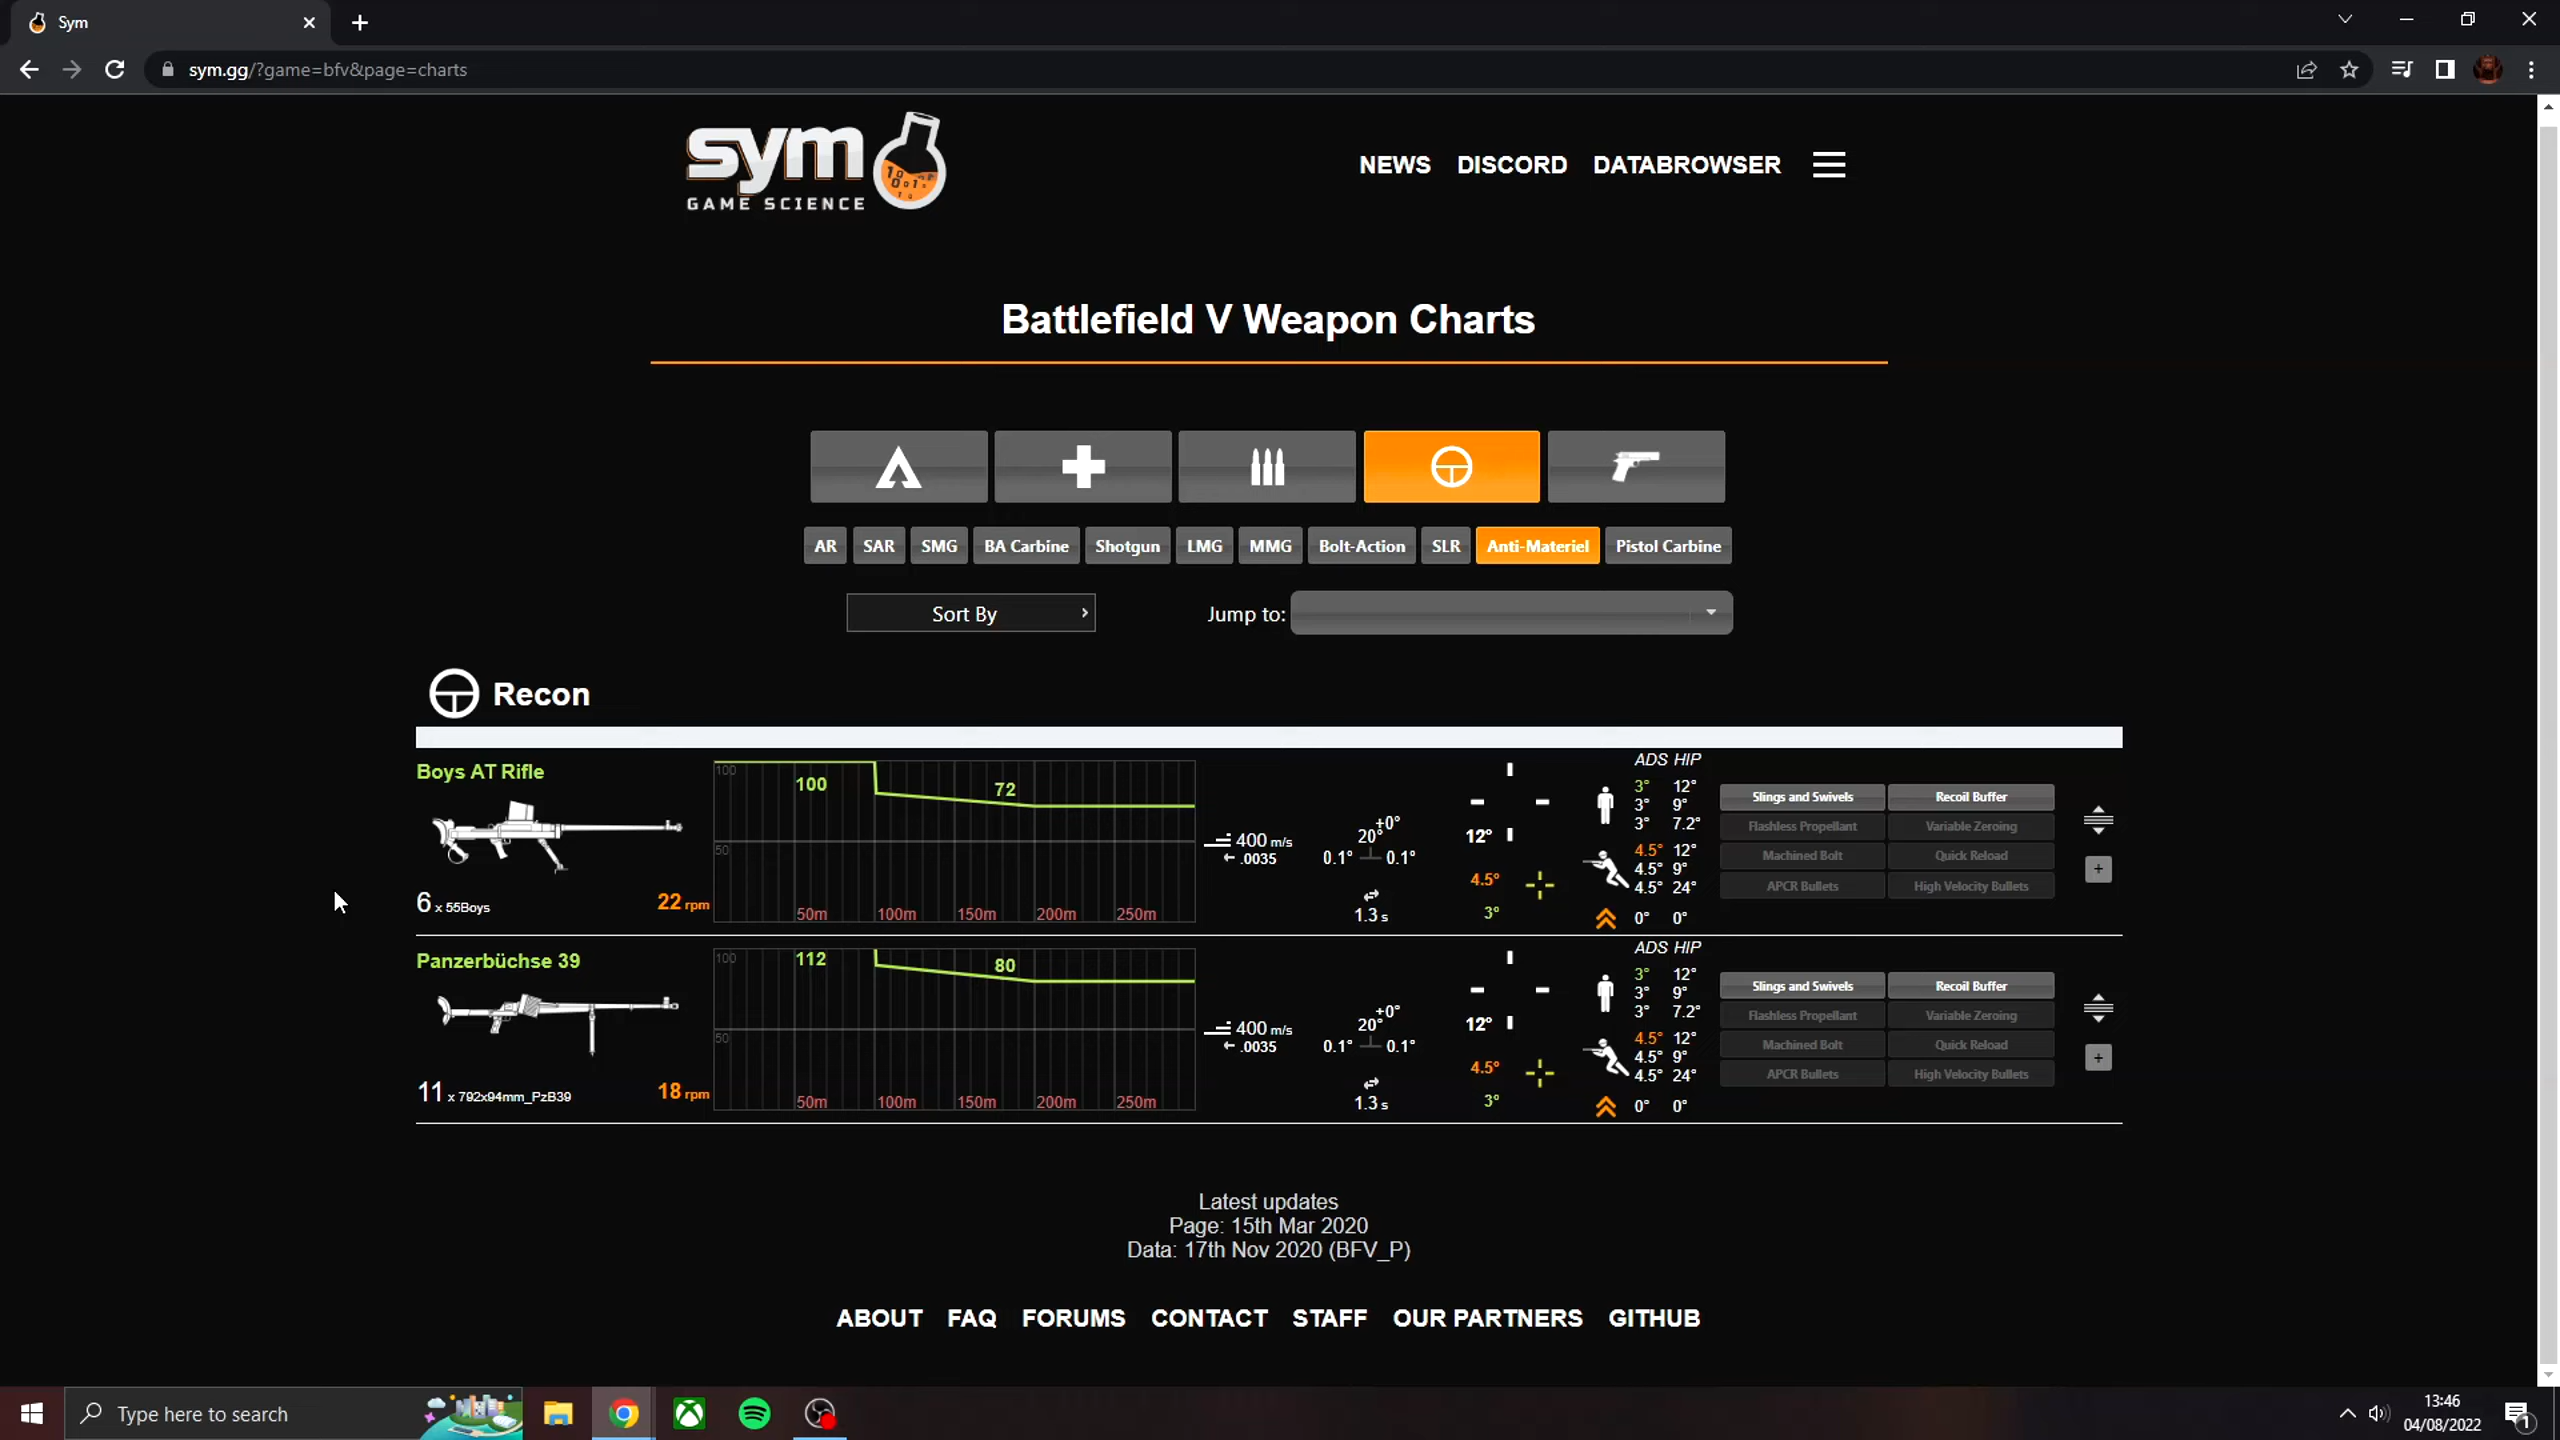 Sym
sym.gg/?game=bfv&page=charts
sym
GAME SCIENCE
NEWS DISCORD DATABROWSER
Battlefield V Weapon Charts
AR SAR SMG BA Carbine Shotgun LMG MMG Bolt-Action SLR Anti-Materiel Pistol Carbine
Sort By
Jump to:
Recon
Boys AT Rifle
6 x 55Boys
22 rpm
100
50
100
72
50m 100m 150m 200m 250m
400 m/s
.0035
+0°
20°
0.1° 0.1°
1.3 s
12°
4.5°
3°
ADS HIP
3° 12°
3° 9°
3° 7.2°
4.5° 12°
4.5° 9°
4.5° 24°
0° 0°
Slings and Swivels Recoil Buffer
Flashless Propellant Variable Zeroing
Machined Bolt Quick Reload
APCR Bullets High Velocity Bullets
+
Panzerbüchse 39
11 x 792x94mm_PzB39
18 rpm
100
50
112
80
50m 100m 150m 200m 250m
400 m/s
.0035
+0°
20°
0.1° 0.1°
1.3 s
12°
4.5°
3°
ADS HIP
3° 12°
3° 9°
3° 7.2°
4.5° 12°
4.5° 9°
4.5° 24°
0° 0°
Slings and Swivels Recoil Buffer
Flashless Propellant Variable Zeroing
Machined Bolt Quick Reload
APCR Bullets High Velocity Bullets
+
Latest updates
Page: 15th Mar 2020
Data: 17th Nov 2020 (BFV_P)
ABOUT FAQ FORUMS CONTACT STAFF OUR PARTNERS GITHUB
Type here to search
13:46
04/08/2022
1